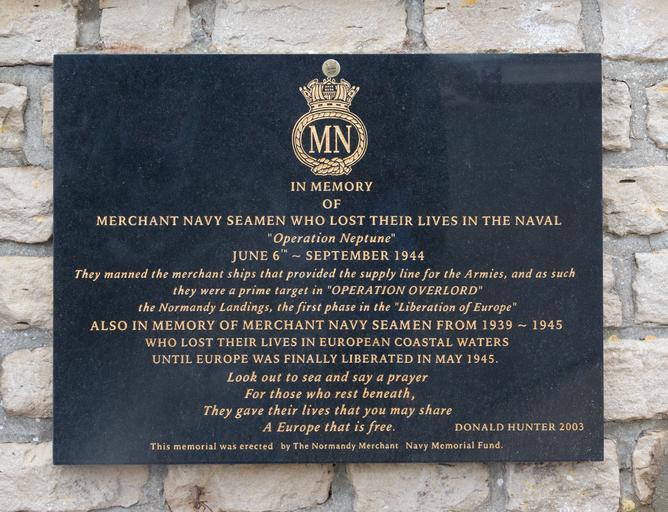 MN
IN MEMORY
OF
MERCHANT NAVY SEAMEN WHO LOST THEIR LIVES IN THE NAVAL
"Operation Neptune"
JUNE 6TH ~ SEPTEMBER 1944
They manned the merchant ships that provided the supply line for the Armies, and as such
they were a prime target in "OPERATION OVERLORD"
the Normandy Landings, the first phase in the "Liberation of Europe"
ALSO IN MEMORY OF MERCHANT NAVY SEAMEN FROM 1939 ~ 1945
WHO LOST THEIR LIVES IN EUROPEAN COASTAL WATERS
UNTIL EUROPE WAS FINALLY LIBERATED IN MAY 1945.
Look out to sea and say a prayer
For those who rest beneath,
They gave their lives that you may share
A Europe that is free. DONALD HUNTER 2003
This memorial was erected by The Normandy Merchant Navy Memorial Fund.